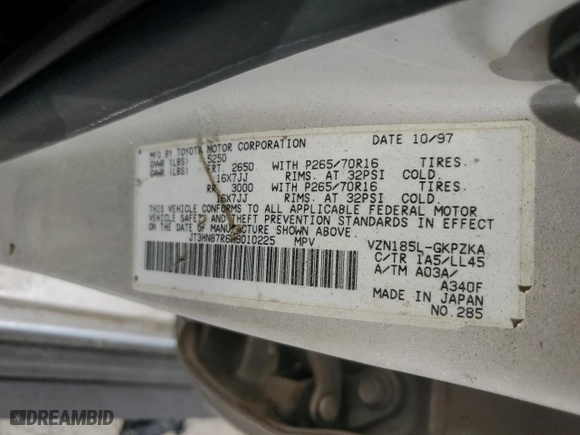 MFD BY TOYOTA MOTOR CORPORATION DATE 10/97
GVWR (LBS) 5250
GAWR (LBS) FRT 2650 WITH P265/70R16 TIRES.
16X7JJ RIMS. AT 32PSI COLD.
RR 3000 WITH P265/70R16 TIRES.
16X7JJ RIMS. AT 32PSI COLD.
THIS VEHICLE CONFORMS TO ALL APPLICABLE FEDERAL MOTOR
VEHICLE SAFETY AND THEFT PREVENTION STANDARDS IN EFFECT
ON THE DATE OF MANUFACTURE SHOWN ABOVE.
MPV VZN185L-GKPZKA
C/TR 1A5/LL45
A/TM A03A/
A340F
MADE IN JAPAN
NO.285
DREAMBID